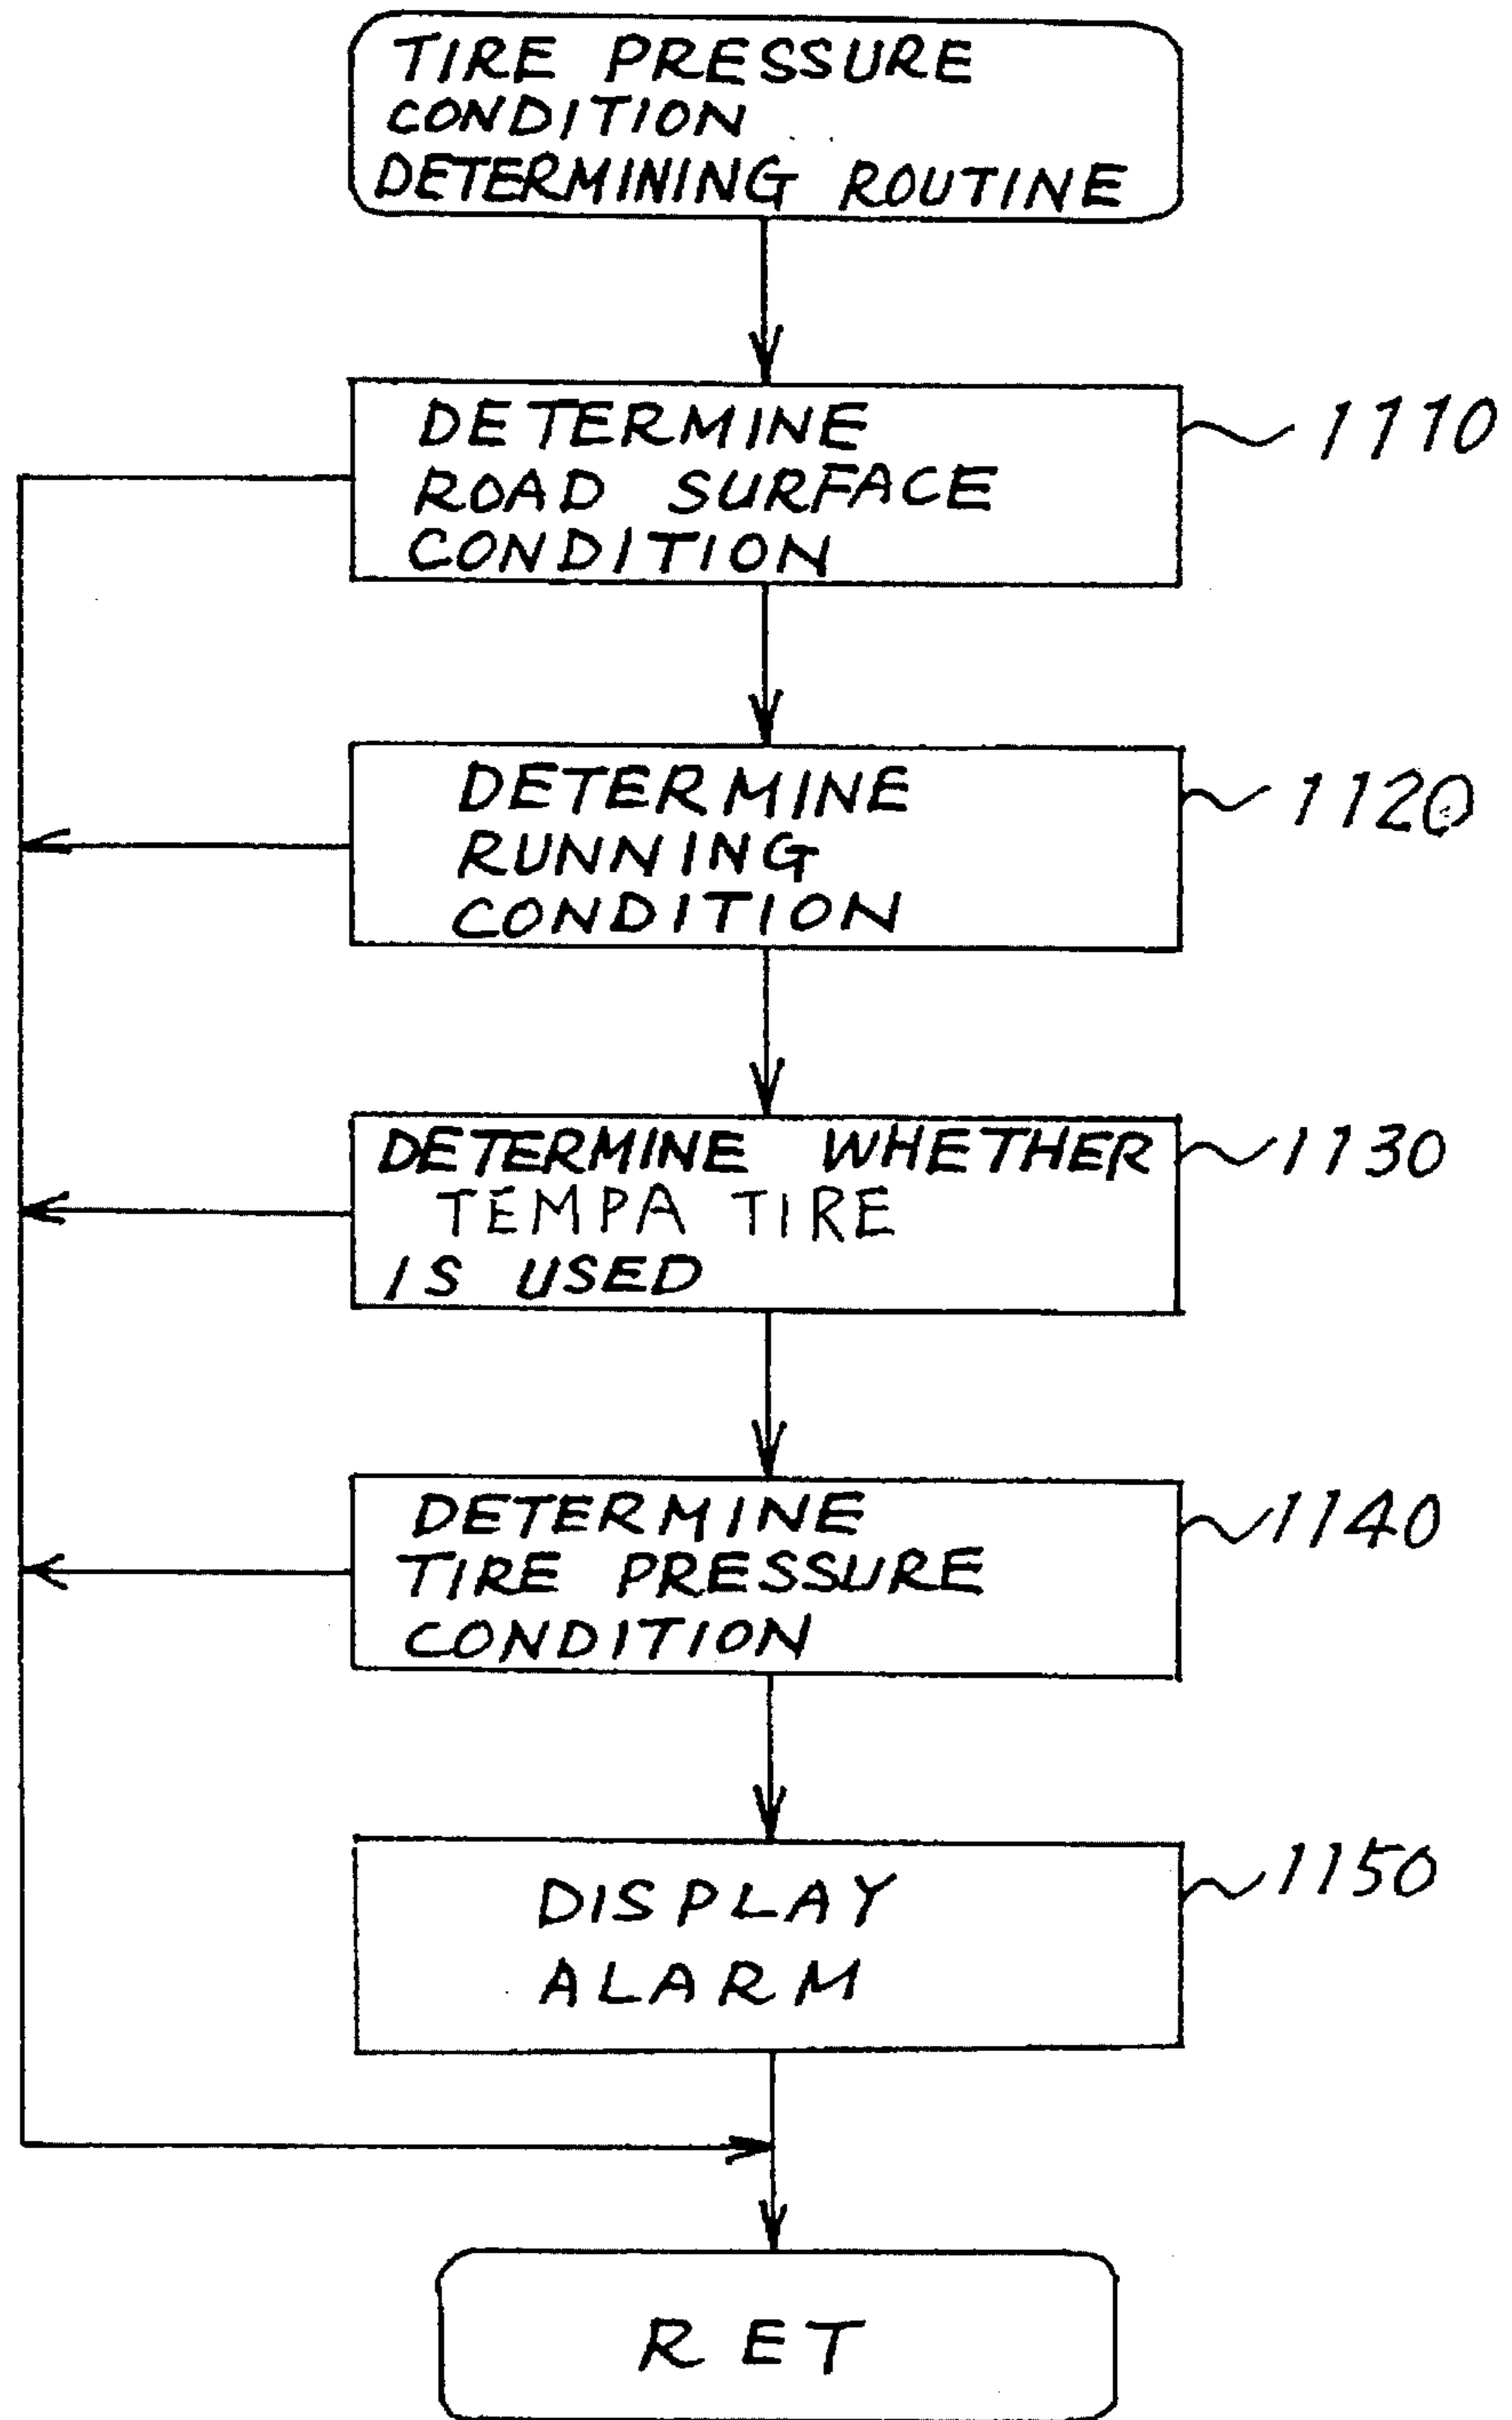 TIRE PRESSURE
CONDITION
DETERMINING ROUTINE
DETERMINE
ROAD SURFACE
CONDITION
1110
DETERMINE
RUNNING
CONDITION
1120
DETERMINE WHETHER
TEMPA TIRE
IS USED
1130
DETERMINE
TIRE PRESSURE
CONDITION
1140
DISPLAY
ALARM
1150
RET